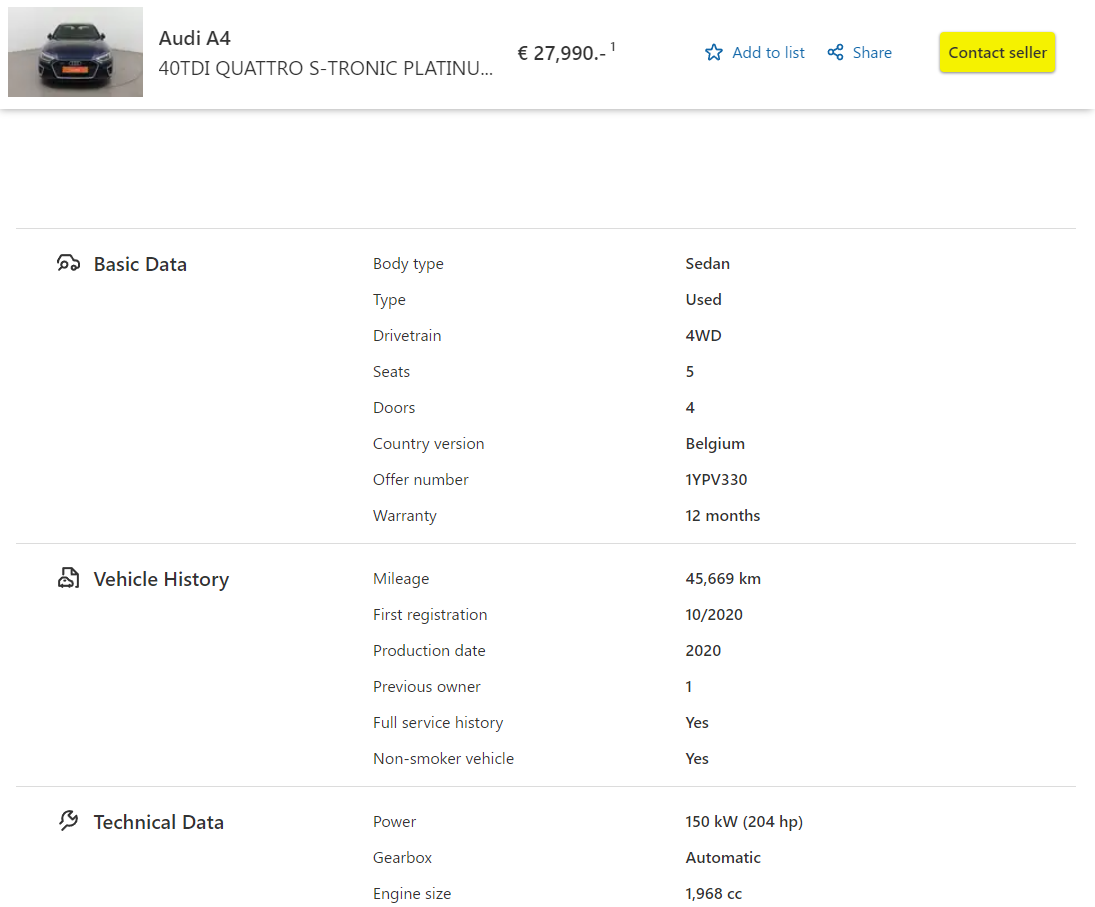 Audi A4
40TDI QUATTRO S-TRONIC PLATINU...
€ 27,990.- 1
Add to list
Share
Contact seller
Basic Data
Body type Sedan
Type Used
Drivetrain 4WD
Seats 5
Doors 4
Country version Belgium
Offer number 1YPV330
Warranty 12 months
Vehicle History
Mileage 45,669 km
First registration 10/2020
Production date 2020
Previous owner 1
Full service history Yes
Non-smoker vehicle Yes
Technical Data
Power 150 kW (204 hp)
Gearbox Automatic
Engine size 1,968 cc